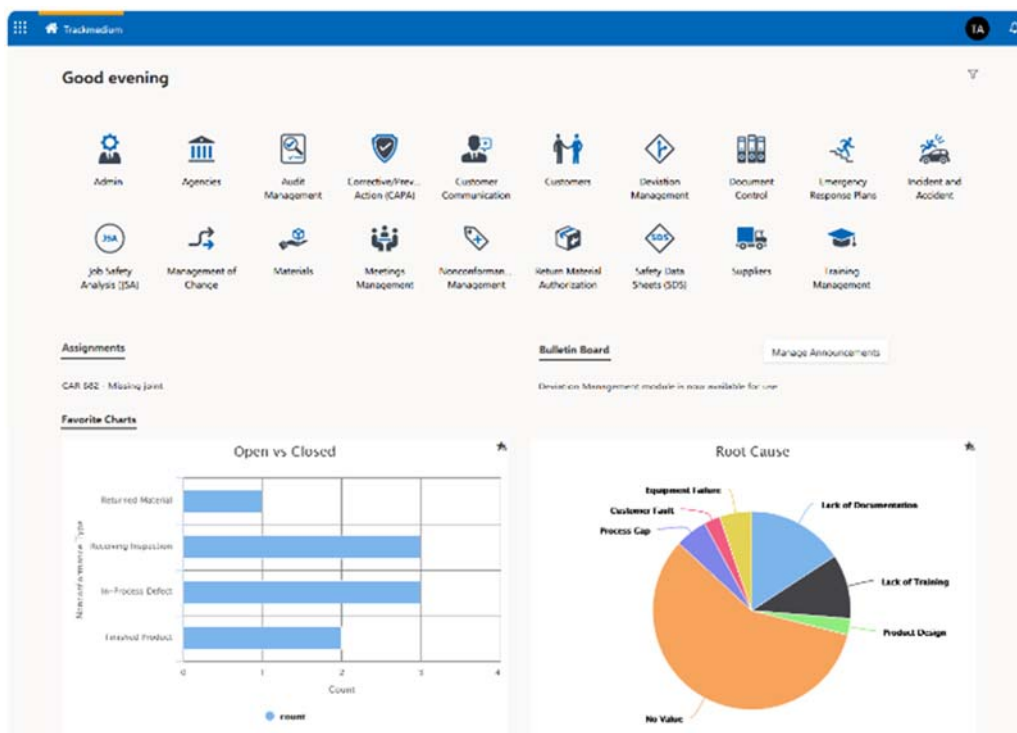 Trackmedium
TA
Good evening
Admin
Agencies
Audit
Management
Corrective/Prev...
Action (CAPA)
Customer
Communication
Customers
Deviation
Management
Document
Control
Emergency
Response Plans
Incident and
Accident
JSA
Job Safety
Analysis (JSA)
Management of
Change
Materials
Meetings
Management
Nonconforman...
Management
Return Material
Authorization
SDS
Safety Data
Sheets (SDS)
Suppliers
Training
Management
Assignments
CAR 682 - Missing joint
Bulletin Board
Manage Announcements
Deviation Management module is now available for use
Favorite Charts
Open vs Closed
Nonconformance Type
Returned Material
Receiving Inspection
In-Process Defect
Finished Product
0 1 2 3 4
Count
count
Root Cause
Equipment Failure
Customer Fault
Process Gap
Lack of Documentation
Lack of Training
Product Design
No Value